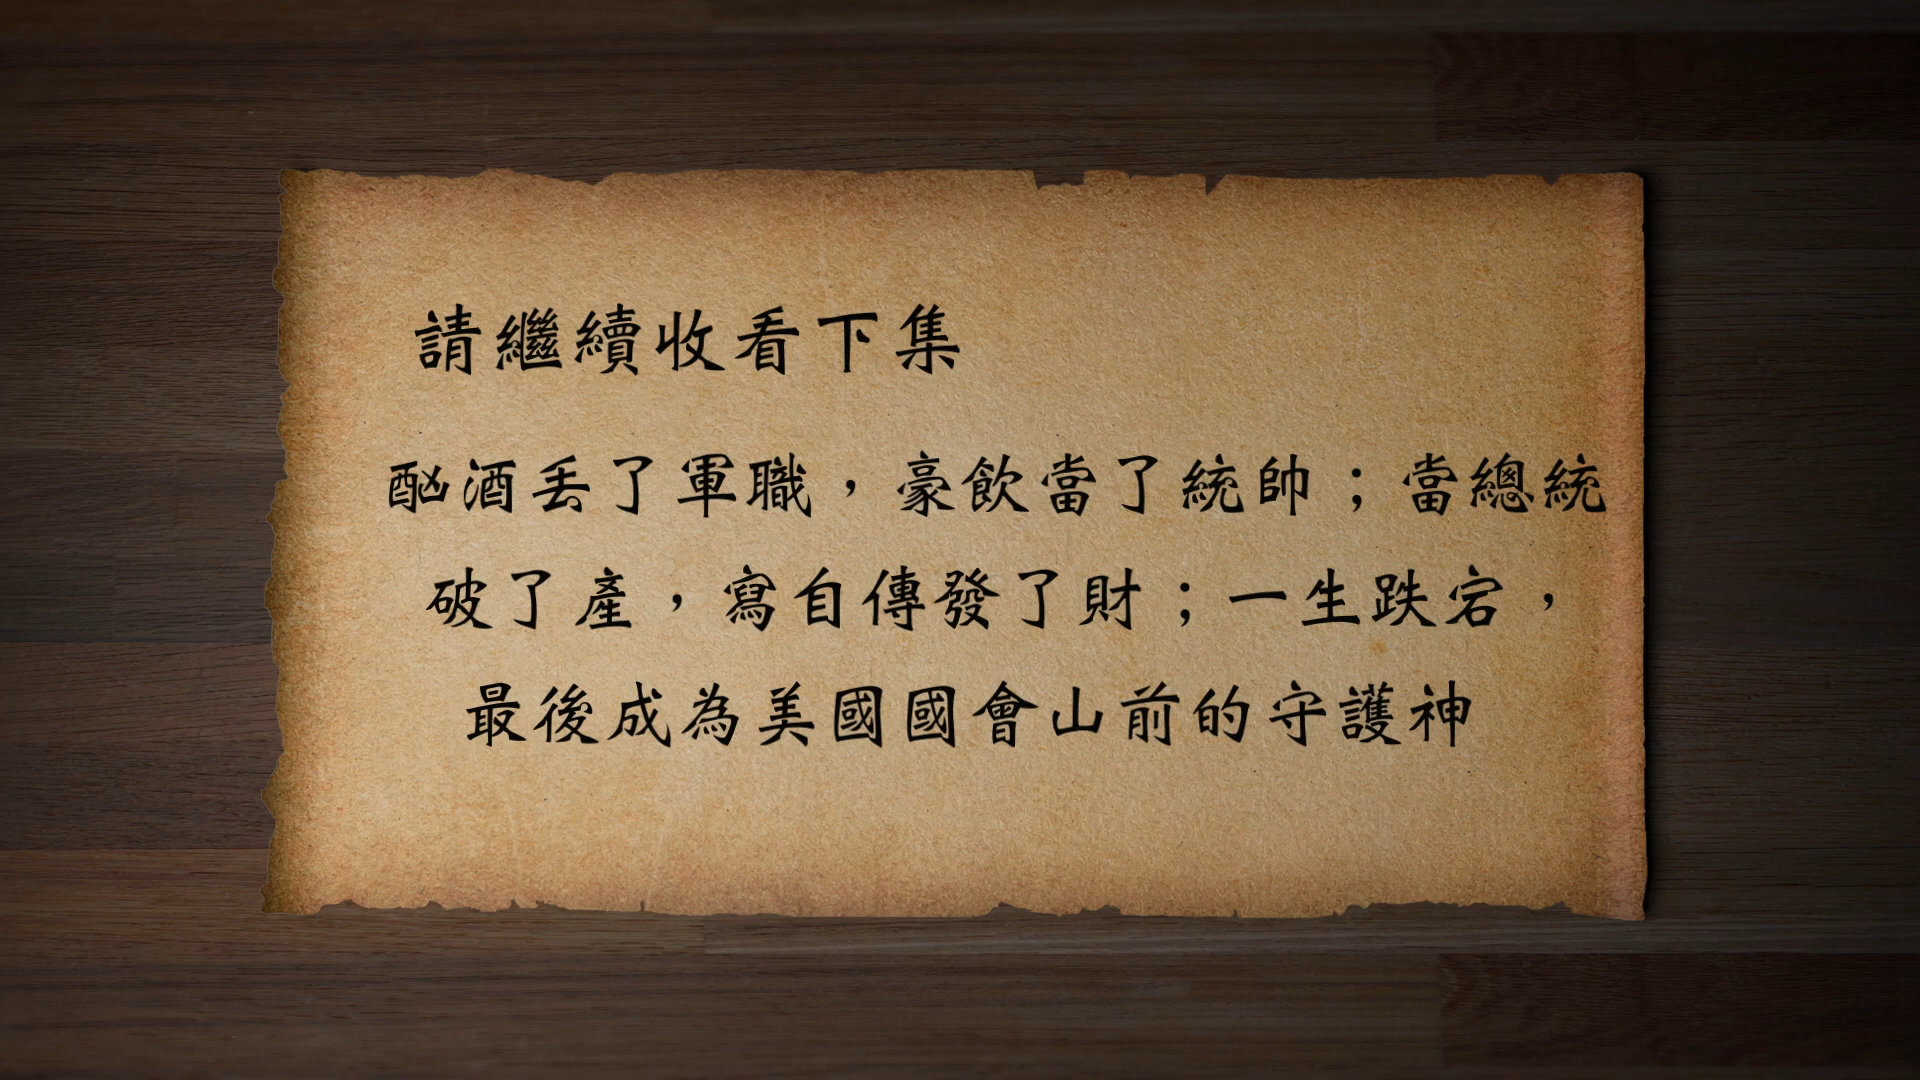 請繼續收看下集
酗酒丟了軍職，豪飲當了統帥；當總統
破了產，寫自傳發了財；一生跌宕，
最後成為美國國會山前的守護神